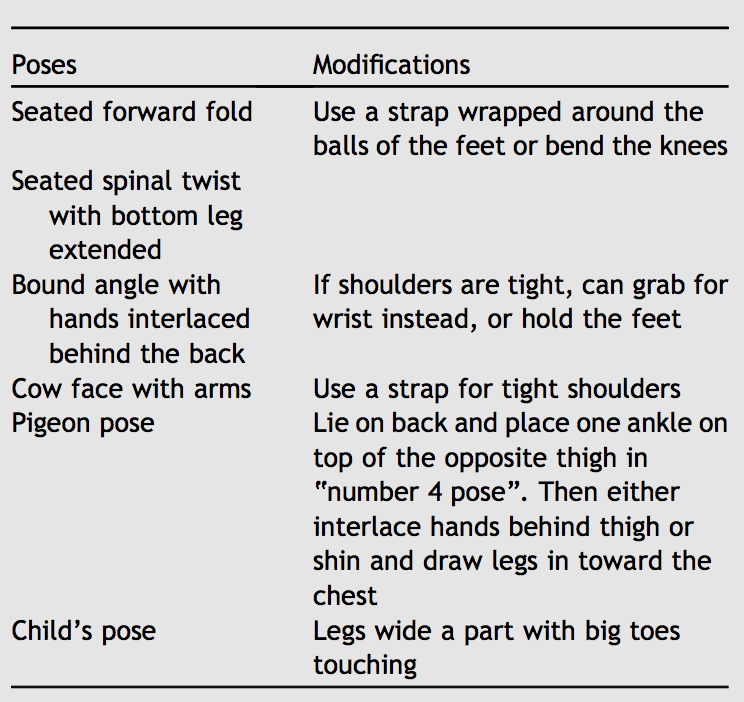 Poses Modifications
Seated forward fold Use a strap wrapped around the
balls of the feet or bend the knees
Seated spinal twist
with bottom leg
extended
Bound angle with If shoulders are tight, can grab for
hands interlaced wrist instead, or hold the feet
behind the back
Cow face with arms Use a strap for tight shoulders
Pigeon pose Lie on back and place one ankle on
top of the opposite thigh in
“number 4 pose”. Then either
interlace hands behind thigh or
shin and draw legs in toward the
chest
Child’s pose Legs wide a part with big toes
touching